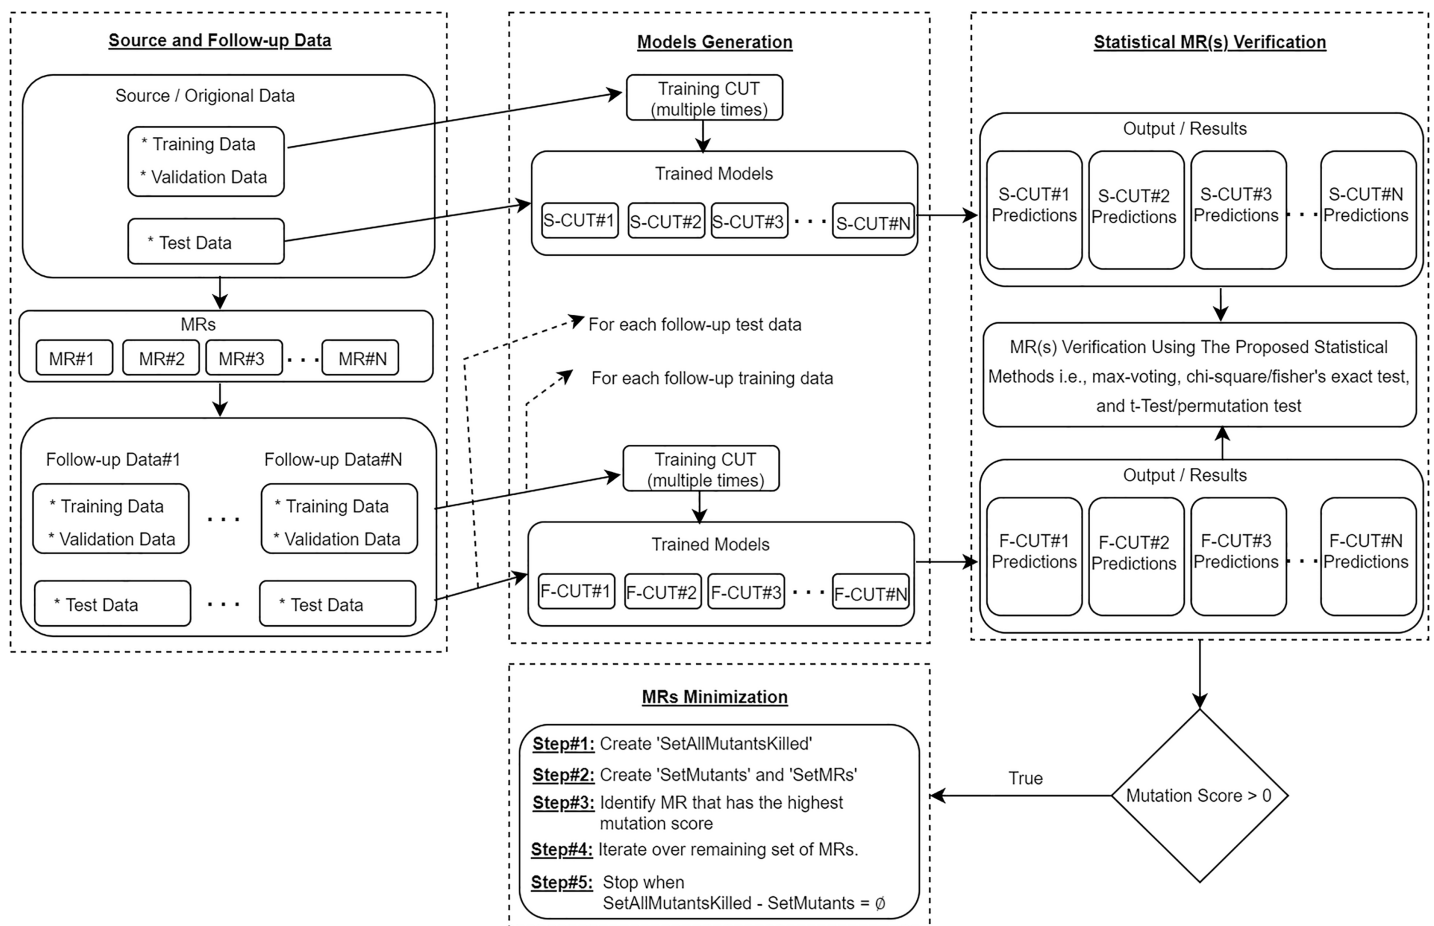 Source and Follow-up Data
Source / Origional Data
* Training Data
* Validation Data
* Test Data
MRs
MR#1 MR#2 MR#3 . . . MR#N
Follow-up Data#1 Follow-up Data#N
* Training Data . . . * Training Data
* Validation Data * Validation Data
* Test Data . . . * Test Data
Models Generation
Training CUT
(multiple times)
Trained Models
S-CUT#1 S-CUT#2 S-CUT#3 . . . S-CUT#N
For each follow-up test data
For each follow-up training data
Training CUT
(multiple times)
Trained Models
F-CUT#1 F-CUT#2 F-CUT#3 . . . F-CUT#N
Statistical MR(s) Verification
Output / Results
S-CUT#1 S-CUT#2 S-CUT#3 S-CUT#N
Predictions Predictions Predictions . . . Predictions
MR(s) Verification Using The Proposed Statistical
Methods i.e., max-voting, chi-square/fisher's exact test,
and t-Test/permutation test
Output / Results
F-CUT#1 F-CUT#2 F-CUT#3 F-CUT#N
Predictions Predictions Predictions . . . Predictions
Mutation Score > 0
True
MRs Minimization
Step#1: Create 'SetAllMutantsKilled'
Step#2: Create 'SetMutants' and 'SetMRs'
Step#3: Identify MR that has the highest
mutation score
Step#4: Iterate over remaining set of MRs.
Step#5: Stop when
SetAllMutantsKilled - SetMutants = ∅